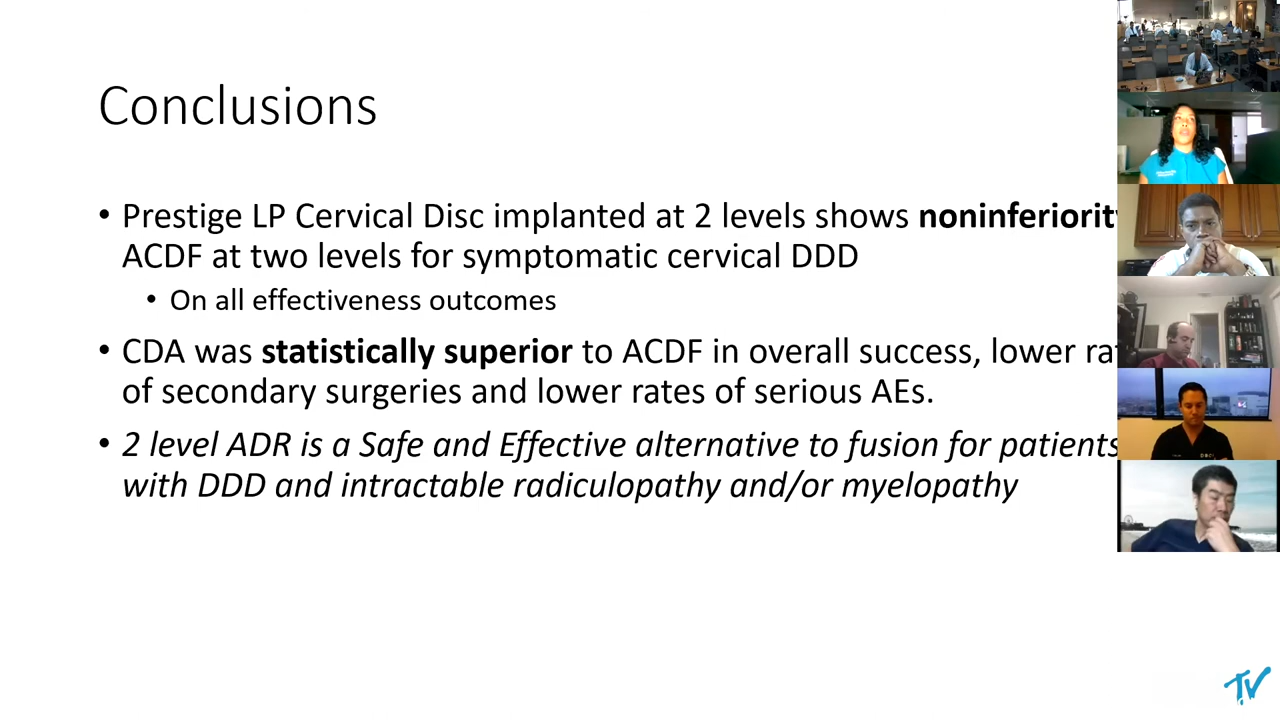 Conclusions
• Prestige LP Cervical Disc implanted at 2 levels shows
ACDF at two levels for symptomatic cervical DDD
• On all effectiveness outcomes
• CDA was statistically superior to ACDF in overall success, lower
of secondary surgeries and lower rates of serious AEs.
• 2 level ADR is a Safe and Effective alternative to fusion for patients
with DDD and intractable radiculopathy and/or myelopathy
TV